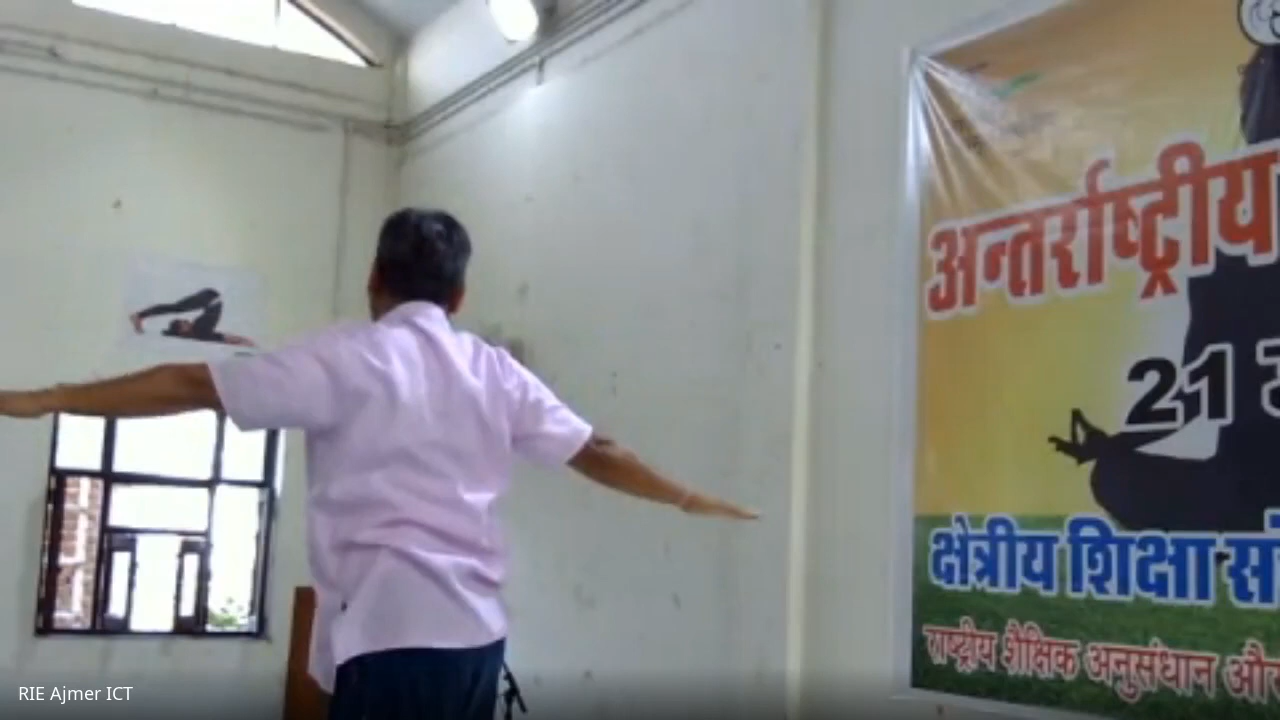 अन्तर्राष्ट्रीय
21
क्षेत्रीय शिक्षा
राष्ट्रीय शैक्षिक अनुसंधान और
RIE Ajmer ICT